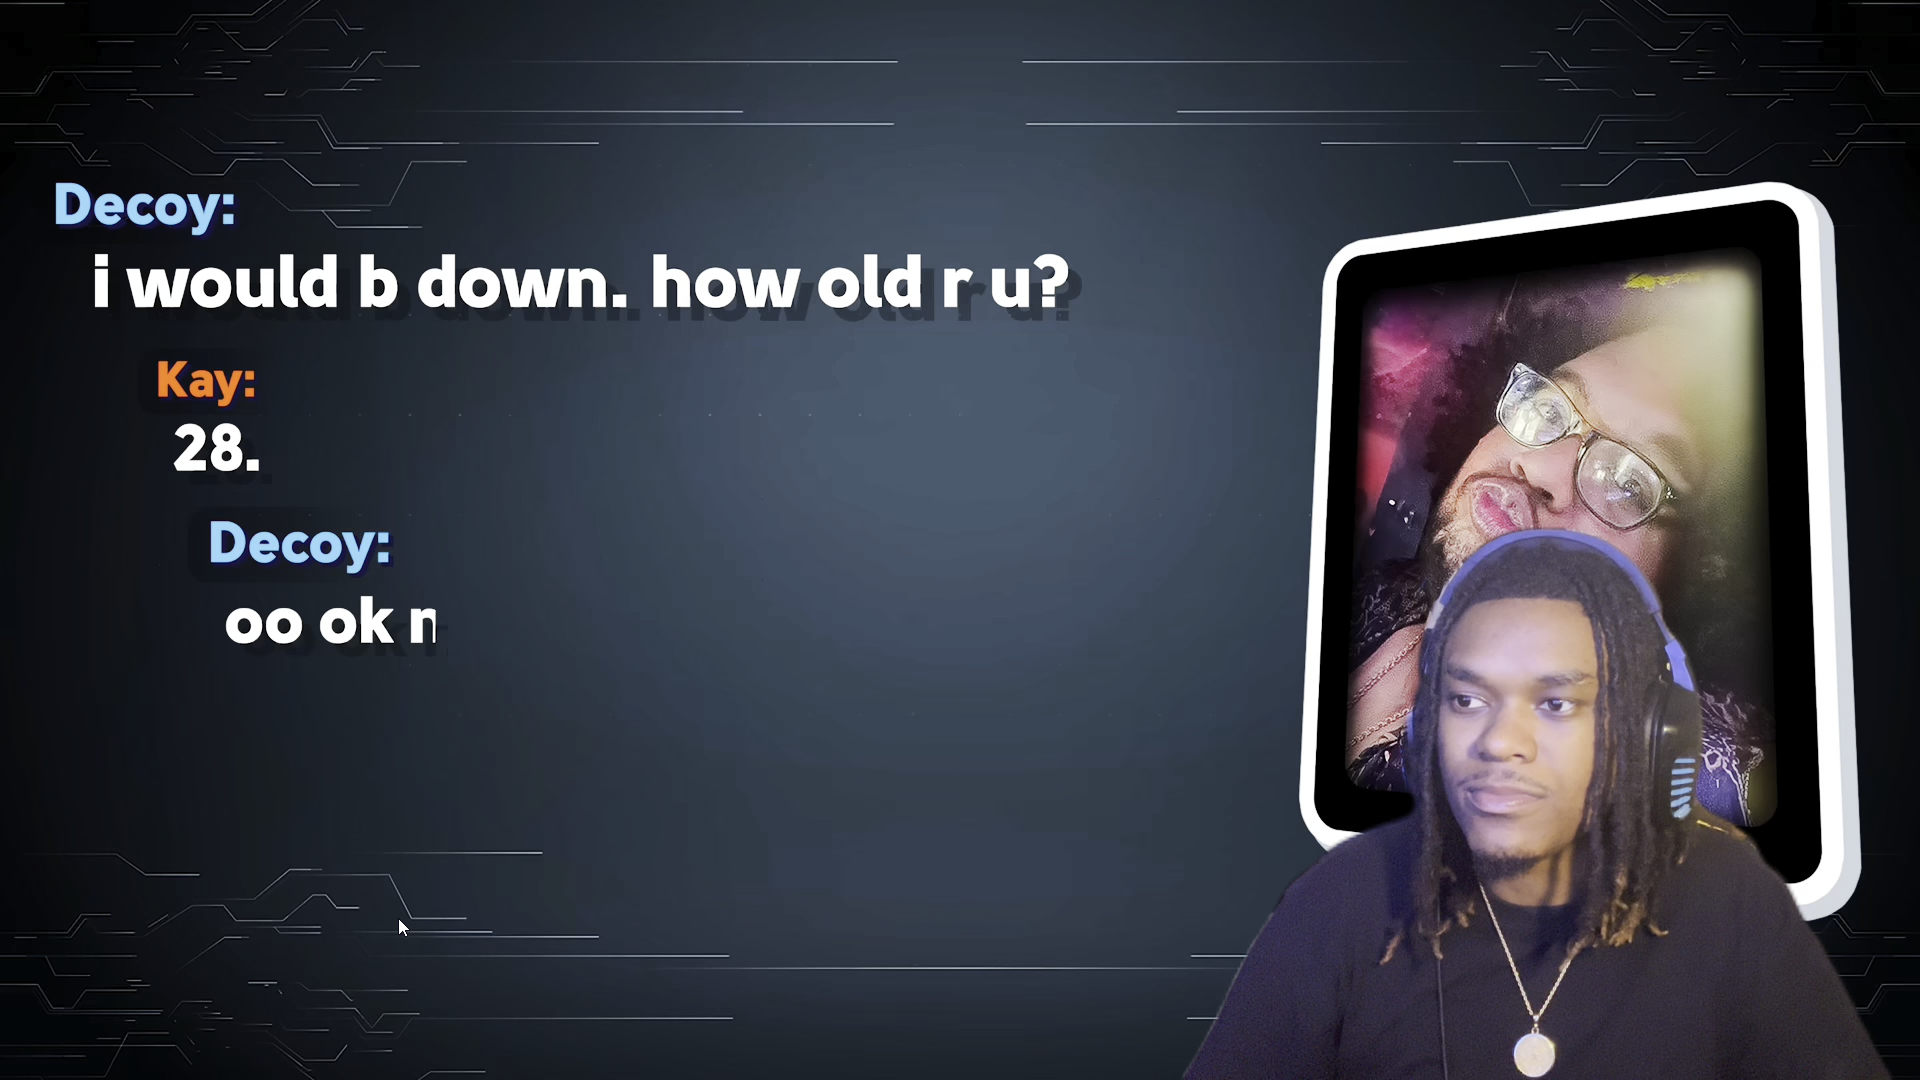 Decoy:
i would b down. how old r u?
Kay:
28.
Decoy:
oo ok